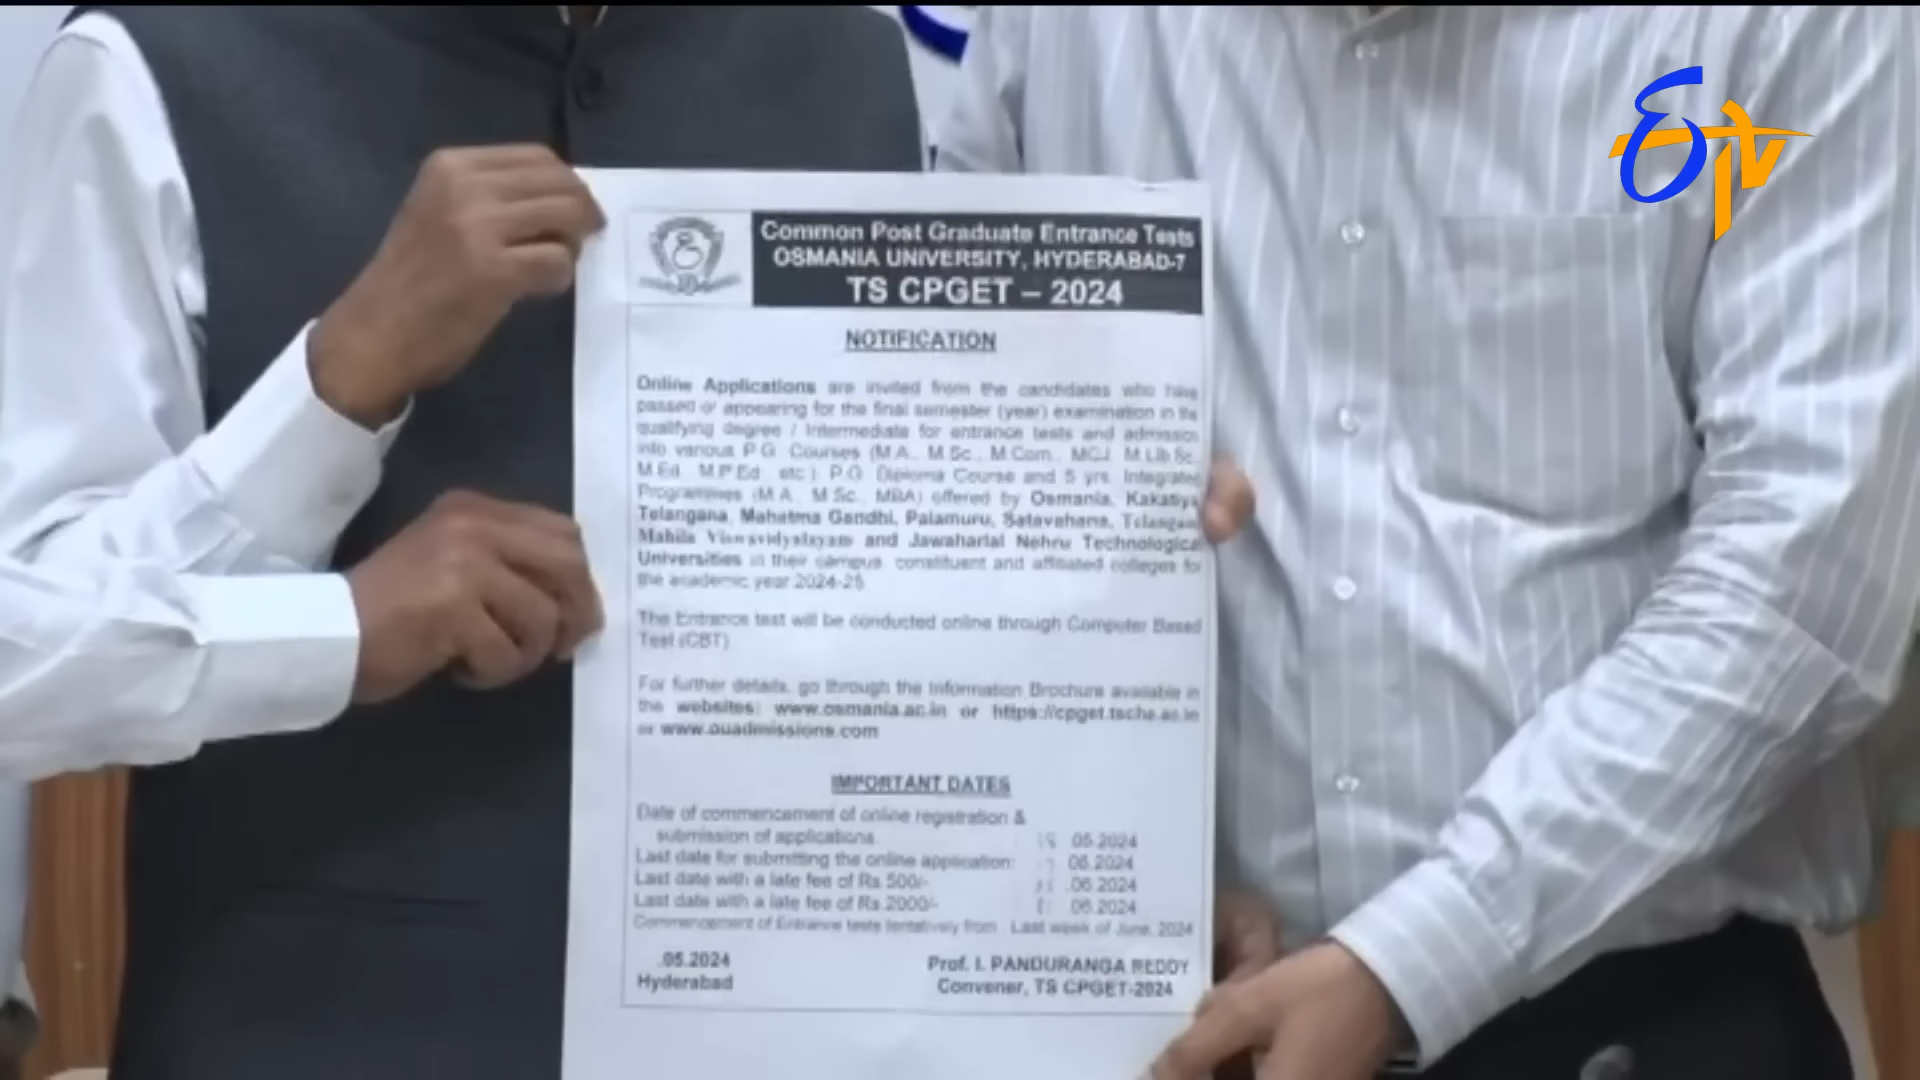 ETV
Common Post Graduate Entrance Tests
OSMANIA UNIVERSITY, HYDERABAD-7
TS CPGET – 2024
NOTIFICATION
Online Applications are invited from the candidates who have
passed or appearing for the final semester (year) examination in the
qualifying degree / Intermediate for entrance tests and admission
into various P.G. Courses (M.A., M.Sc., M.Com., MCJ, M.Lib.Sc.,
M.Ed., M.P.Ed., etc.), P.G. Diploma Course and 5 yrs. Integrated
Programmes (M.A., M.Sc., MBA) offered by Osmania, Kakatiya,
Telangana, Mahatma Gandhi, Palamuru, Satavahana, Telangana
Mahila Viswavidyalayam and Jawaharlal Nehru Technological
Universities in their campus, constituent and affiliated colleges for
the academic year 2024-25.
The Entrance test will be conducted online through Computer Based
Test (CBT).
For further details, go through the Information Brochure available in
the websites: www.osmania.ac.in or https://cpget.tsche.ac.in
or www.ouadmissions.com
IMPORTANT DATES
Date of commencement of online registration &
submission of applications : .05.2024
Last date for submitting the online application: .06.2024
Last date with a late fee of Rs.500/- : .06.2024
Last date with a late fee of Rs.2000/- : .06.2024
Commencement of Entrance tests tentatively from : Last week of June, 2024
.05.2024
Hyderabad
Prof. I. PANDURANGA REDDY
Convener, TS CPGET-2024